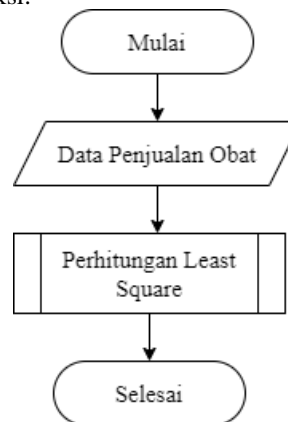 Mulai
Data Penjualan Obat
Perhitungan Least
Square
Selesai